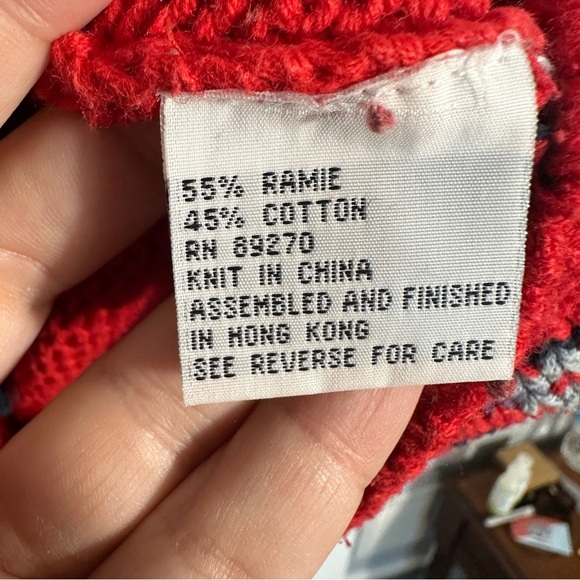 55% RAMIE
45% COTTON
RN 89270
KNIT IN CHINA
ASSEMBLED AND FINISHED
IN HONG KONG
SEE REVERSE FOR CARE